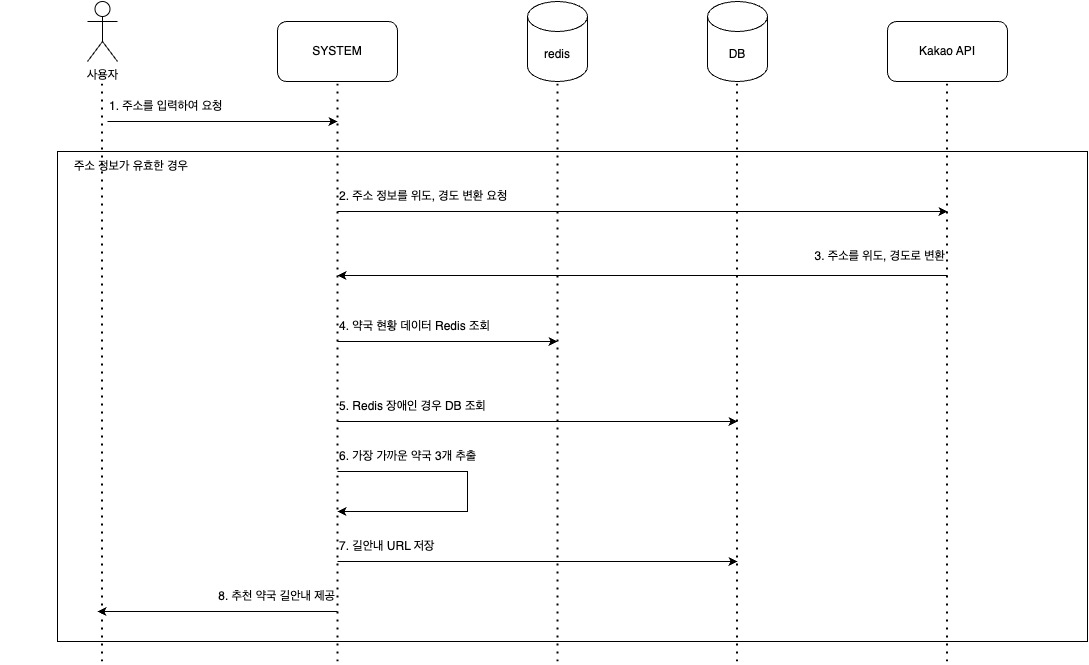 사용자
SYSTEM
redis
DB
Kakao API
1. 주소를 입력하여 요청
주소 정보가 유효한 경우
2. 주소 정보를 위도, 경도 변환 요청
3. 주소를 위도, 경도로 변환
4. 약국 현황 데이터 Redis 조회
5. Redis 장애인 경우 DB 조회
6. 가장 가까운 약국 3개 추출
7. 길안내 URL 저장
8. 추천 약국 길안내 제공